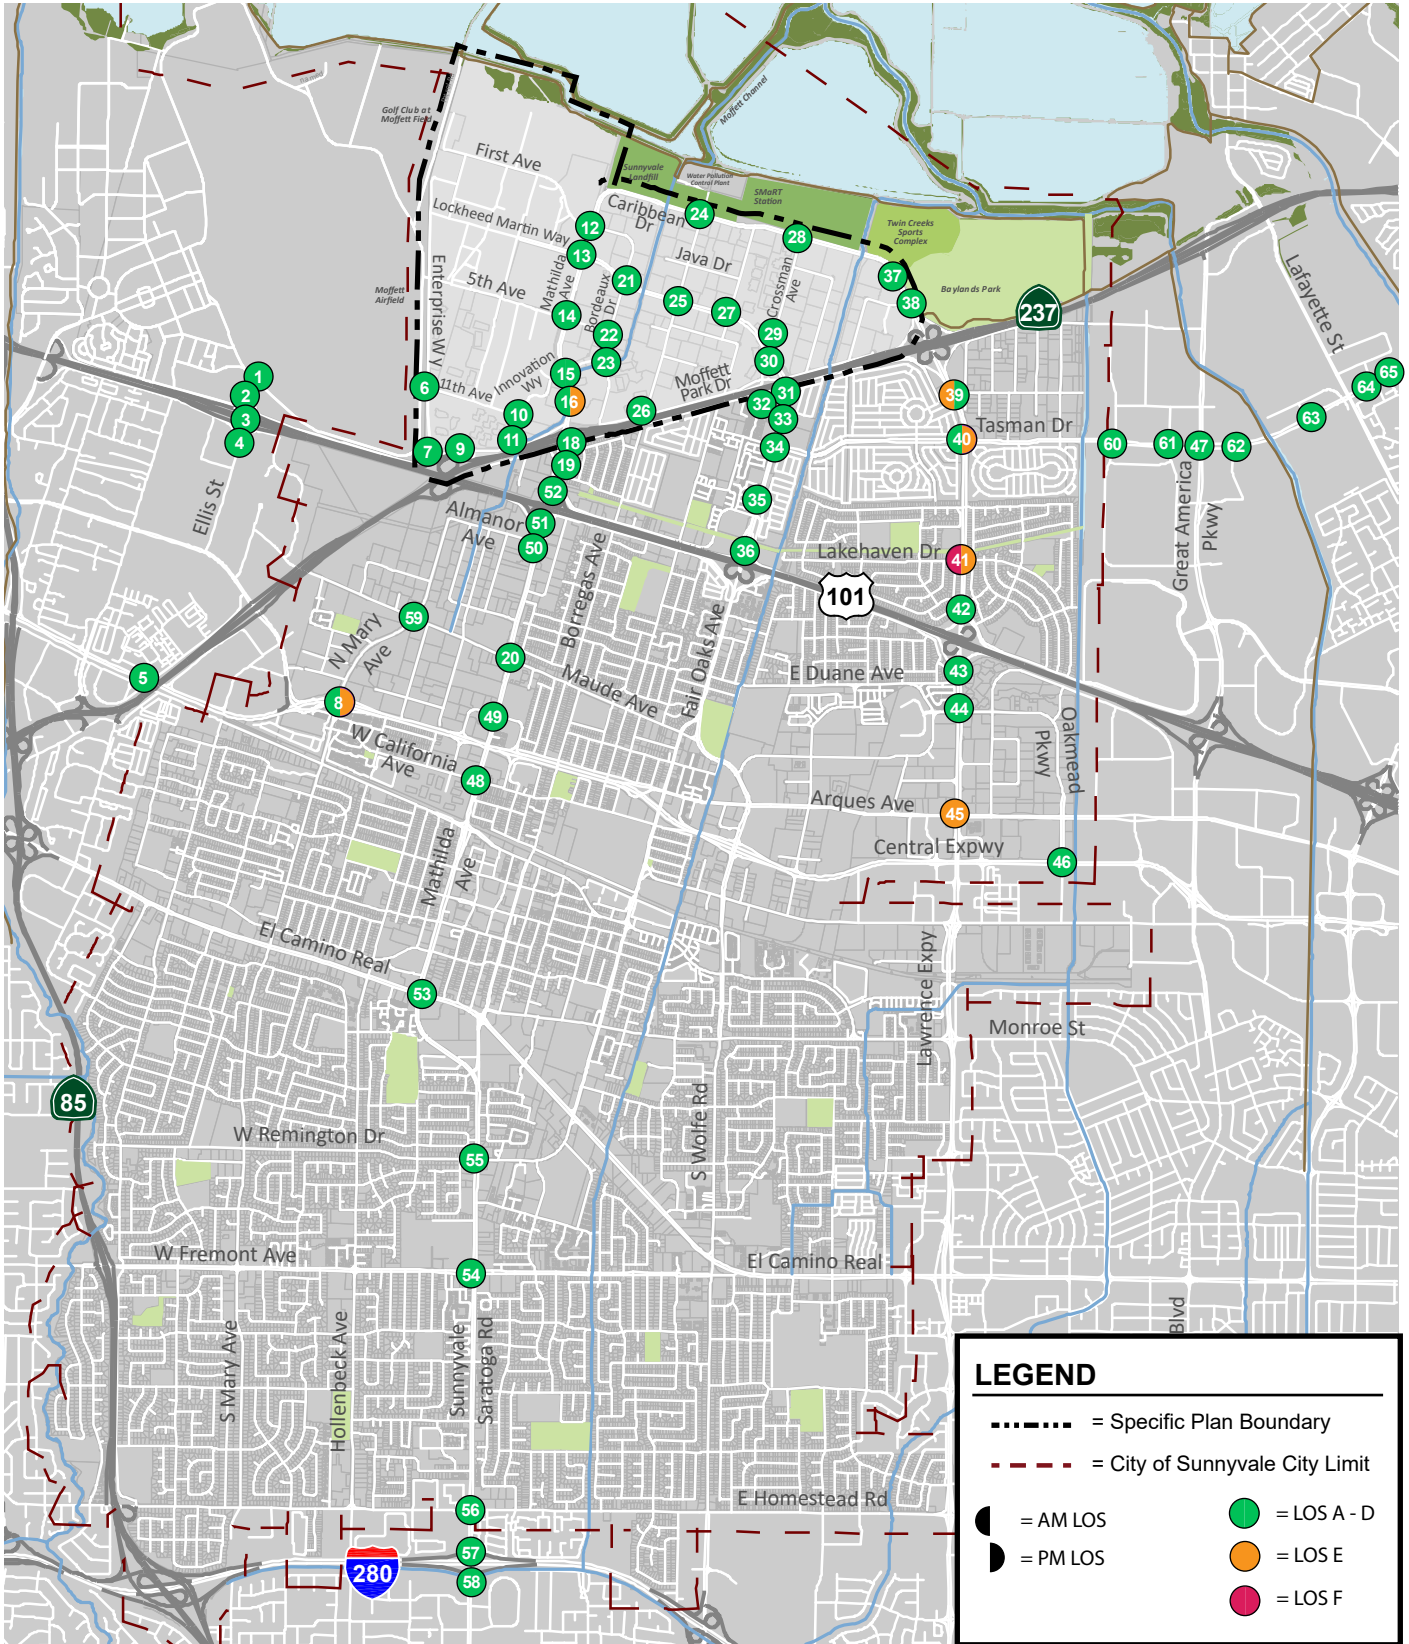 Golf Club at
Moffett Field
Moffett Channel
First Ave
Sunnyvale
Landfill
Water Pollution
Control Plant
SMaRT
Station
Lockheed Martin Way
Caribbean
Dr
24
12
28
Twin Creeks
Sports
Complex
13
Java Dr
Mathilda
Ave
Bordeaux
Dr
21
Crossman
Ave
37
5th Ave
Enterprise Wy
Moffett
Airfield
25
27
38
Baylands Park
237
Lafayette St
14
22
29
30
23
15
Innovation
Wy
11th Ave
6
1
2
3
4
16
10
11
Moffett
Park Dr
26
31
32
33
34
39
65
64
63
Tasman Dr
40
60
61
47
62
7
9
18
19
52
Ellis St
Almanor
Ave
51
50
35
36
Lakehaven Dr
41
Great America
Pkwy
101
Borregas Ave
42
59
N Mary
Ave
20
Maude Ave
Fair Oaks Ave
E Duane Ave
43
5
8
49
44
W California
Ave
48
Oakmead
Pkwy
Arques Ave
45
Central Expwy
46
Mathilda
Ave
El Camino Real
53
Lawrence Expy
Monroe St
85
W Remington Dr
55
S Wolfe Rd
W Fremont Ave
54
El Camino Real
S Mary Ave
Hollenbeck Ave
Sunnyvale
Saratoga Rd
Blvd
E Homestead Rd
56
57
58
280
LEGEND
= Specific Plan Boundary
= City of Sunnyvale City Limit
= AM LOS
= PM LOS
= LOS A - D
= LOS E
= LOS F